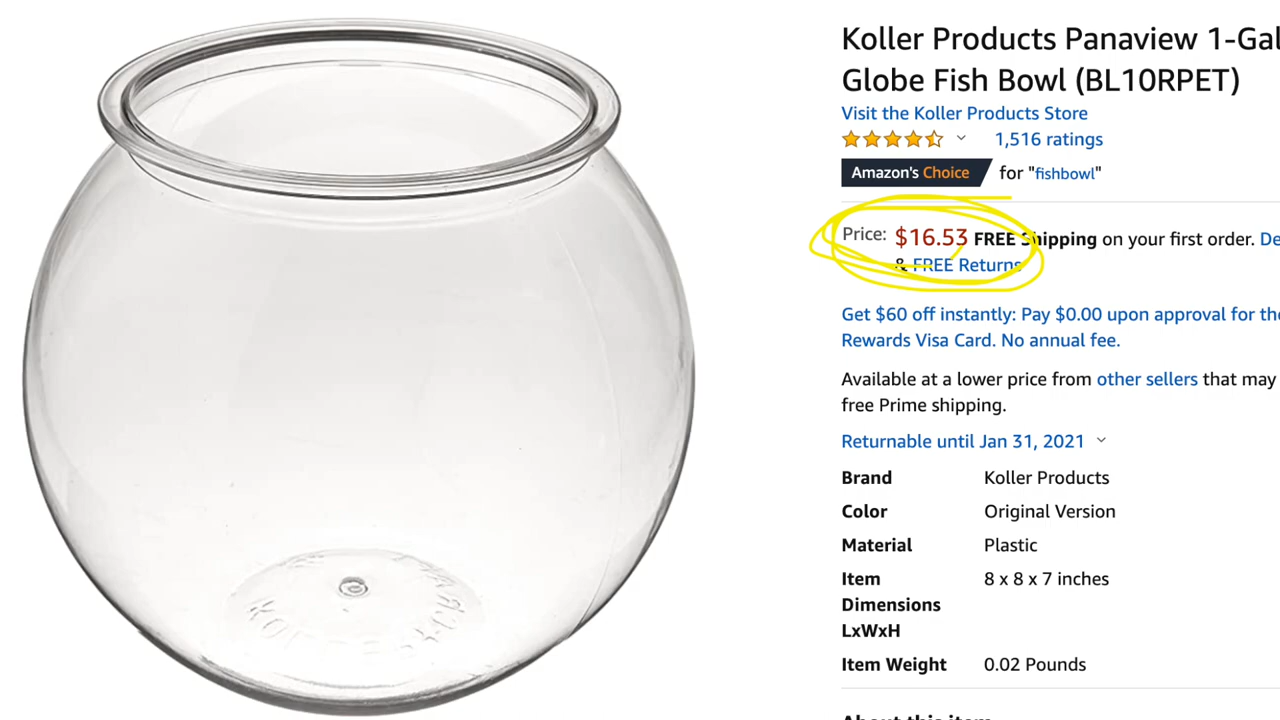 Koller Products Panaview 1-Gal
Globe Fish Bowl (BL10RPET)
Visit the Koller Products Store
1,516 ratings
Amazon's Choice for "fishbowl"
Price: $16.53 FREE Shipping on your first order. De
& FREE Returns
Get $60 off instantly: Pay $0.00 upon approval for the
Rewards Visa Card. No annual fee.
Available at a lower price from other sellers that may
free Prime shipping.
Returnable until Jan 31, 2021
Brand Koller Products
Color Original Version
Material Plastic
Item 8 x 8 x 7 inches
Dimensions
LxWxH
Item Weight 0.02 Pounds
About this item